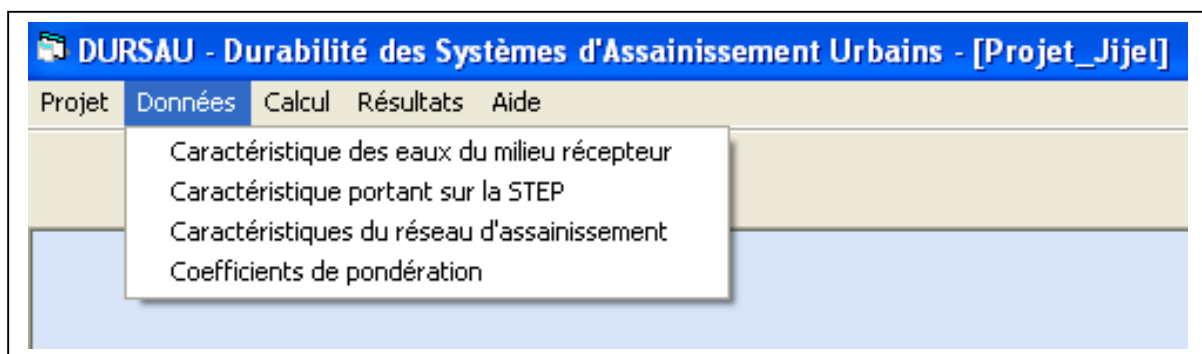 DURSAU - Durabilité des Systèmes d'Assainissement Urbains - [Projet_Jijel]
Projet Données Calcul Résultats Aide
Caractéristique des eaux du milieu récepteur
Caractéristique portant sur la STEP
Caractéristiques du réseau d'assainissement
Coefficients de pondération